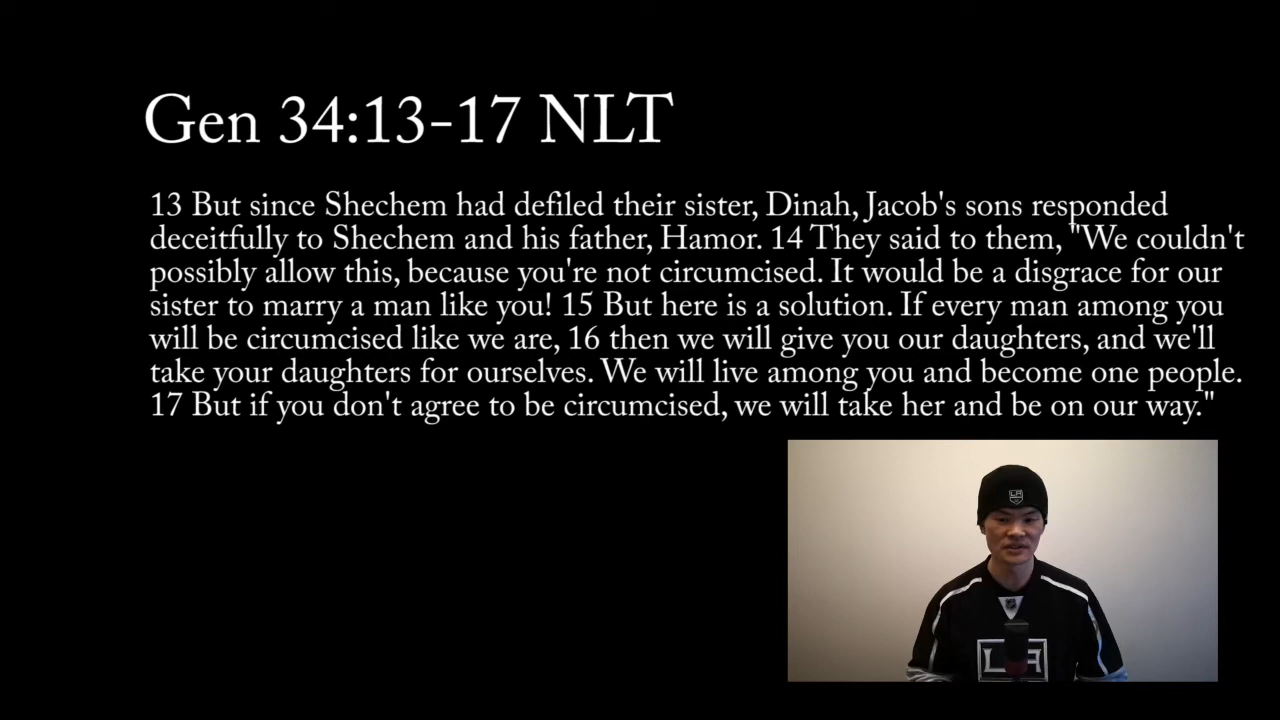 Gen 34:13-17 NLT
13 But since Shechem had defiled their sister, Dinah, Jacob's sons responded
deceitfully to Shechem and his father, Hamor. 14 They said to them, "We couldn't
possibly allow this, because you're not circumcised. It would be a disgrace for our
sister to marry a man like you! 15 But here is a solution. If every man among you
will be circumcised like we are, 16 then we will give you our daughters, and we'll
take your daughters for ourselves. We will live among you and become one people.
17 But if you don't agree to be circumcised, we will take her and be on our way."
LA
LA